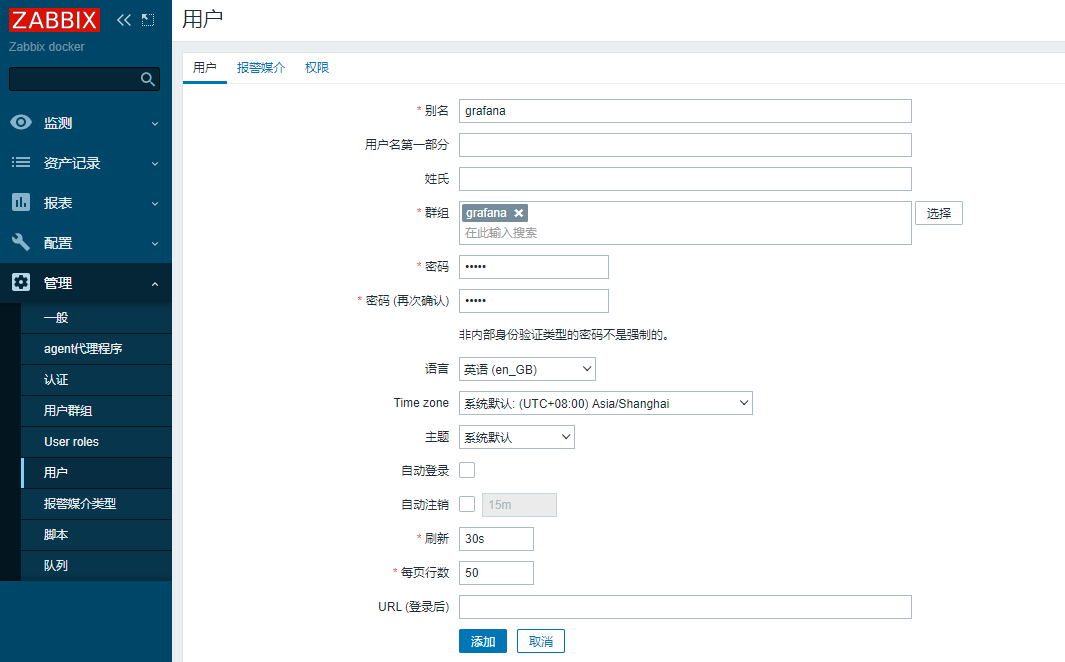 ZABBIX
Zabbix docker
监测
资产记录
报表
配置
管理
一般
agent代理程序
认证
用户群组
User roles
用户
报警媒介类型
脚本
队列
用户
用户 报警媒介 权限
* 别名 grafana
用户名第一部分
姓氏
* 群组 grafana 选择
在此输入搜索
* 密码 •••••
* 密码 (再次确认) •••••
非内部身份验证类型的密码不是强制的。
语言 英语 (en_GB)
Time zone 系统默认: (UTC+08:00) Asia/Shanghai
主题 系统默认
自动登录
自动注销 15m
* 刷新 30s
* 每页行数 50
URL (登录后)
添加 取消